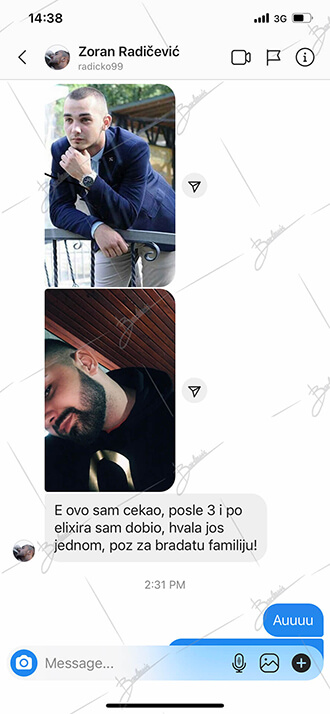 14:38
3G
Zoran Radičević
radicko99
E ovo sam cekao, posle 3 i po
elixira sam dobio, hvala jos
jednom, poz za bradatu familiju!
2:31 PM
Auuuu
Message...